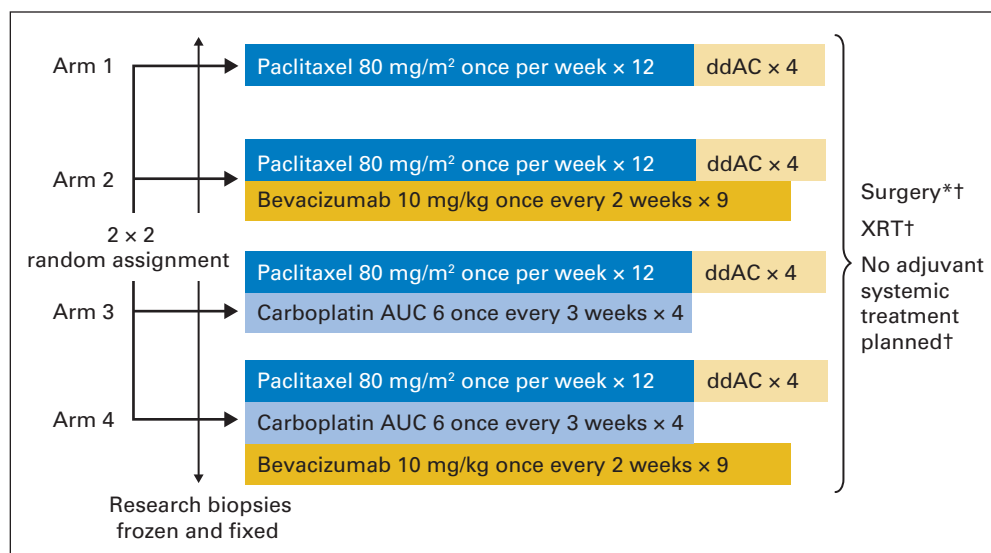 Arm 1
Paclitaxel 80 mg/m² once per week × 12
ddAC × 4
Arm 2
Paclitaxel 80 mg/m² once per week × 12
ddAC × 4
Bevacizumab 10 mg/kg once every 2 weeks × 9
2 × 2
random assignment
Arm 3
Paclitaxel 80 mg/m² once per week × 12
ddAC × 4
Carboplatin AUC 6 once every 3 weeks × 4
Arm 4
Paclitaxel 80 mg/m² once per week × 12
ddAC × 4
Carboplatin AUC 6 once every 3 weeks × 4
Bevacizumab 10 mg/kg once every 2 weeks × 9
Research biopsies
frozen and fixed
Surgery*†
XRT†
No adjuvant
systemic
treatment
planned†